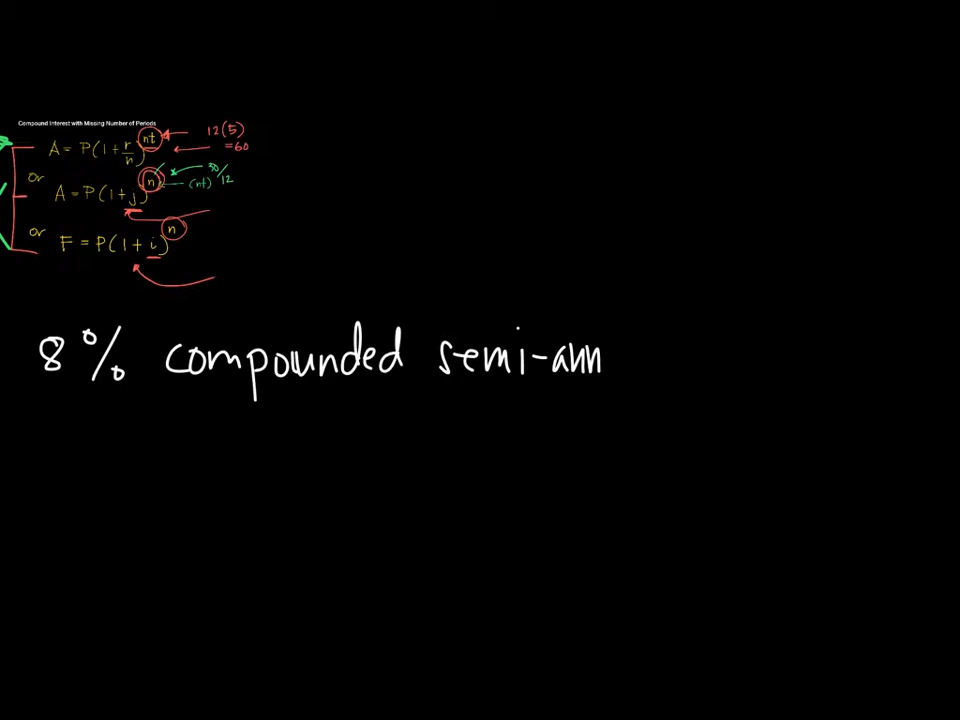 Compound Interest with Missing Number of Periods
A = P(1 + r/n)^nt 12(5)
= 60
or
A = P(1 + j)^n (nt) 30/12
or F = P(1 + i)^n
8% compounded semi-ann